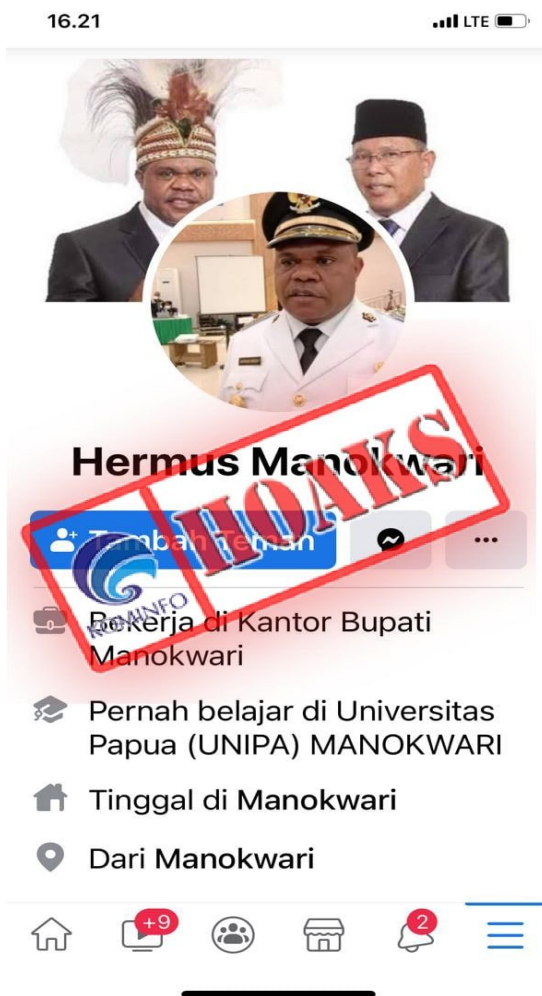 16.21
LTE
Hermus Manokwari
HOAKS
Tambah Teman
KOMINFO
Bekerja di Kantor Bupati
Manokwari
Pernah belajar di Universitas
Papua (UNIPA) MANOKWARI
Tinggal di Manokwari
Dari Manokwari
+9
2